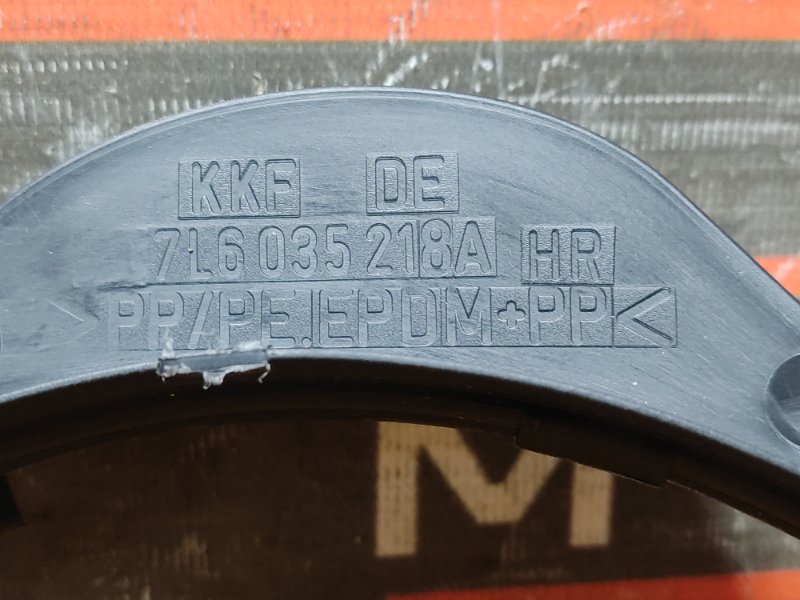 KKF DE
7L6 035 218A HR
>PP/PE.EPDM+PP<
M